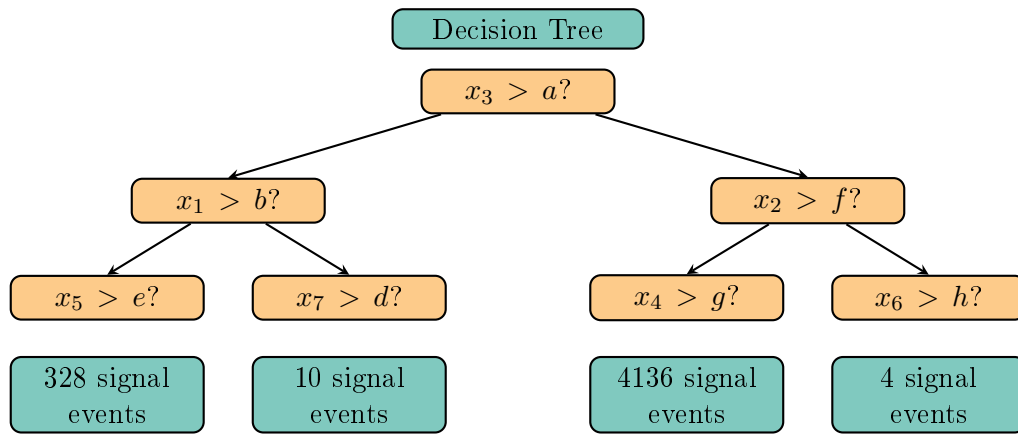 Decision Tree
x₃ > a?
x₁ > b?
x₂ > f?
x₅ > e?
x₇ > d?
x₄ > g?
x₆ > h?
328 signal
events
10 signal
events
4136 signal
events
4 signal
events